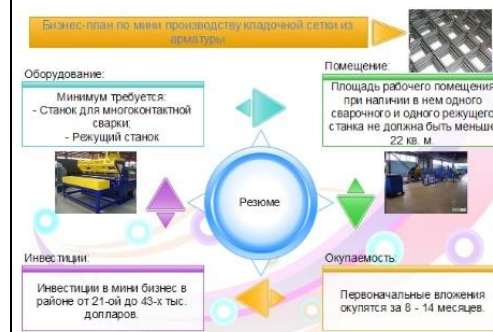 Бизнес-план по мини производству кладочной сетки из
арматуры
Оборудование:
Минимум требуется:
- Станок для многоконтактной
сварки;
- Режущий станок
Помещение:
Площадь рабочего помещения
при наличии в нем одного
сварочного и одного режущего
станка не должна быть меньше
22 кв. м.
Резюме
Инвестиции:
Инвестиции в мини бизнес в
районе от 21-ой до 43-х тыс.
долларов.
Окупаемость:
Первоначальные вложения
окупятся за 8 - 14 месяцев.